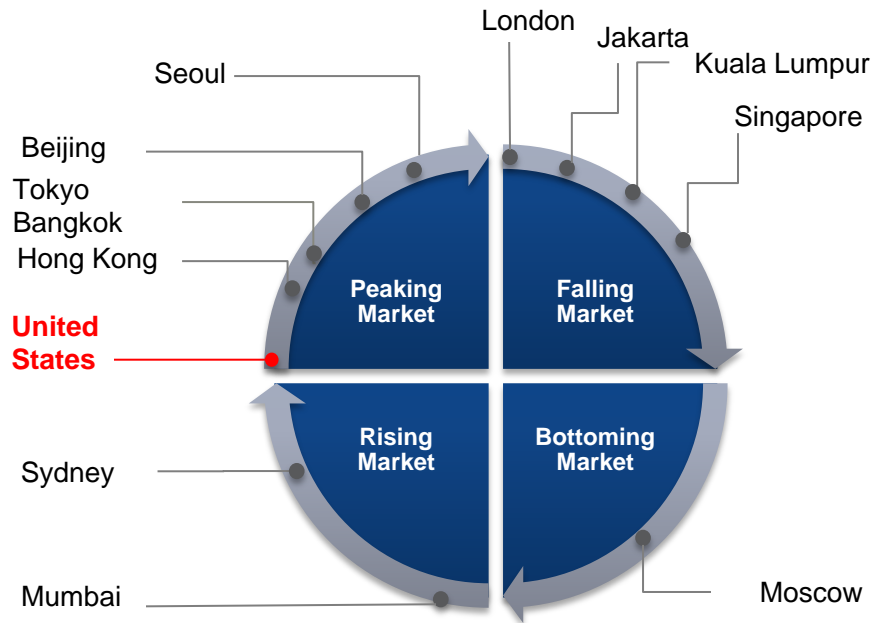 London
Jakarta
Kuala Lumpur
Seoul
Singapore
Beijing
Tokyo
Bangkok
Hong Kong
Peaking
Market
Falling
Market
United
States
Rising
Market
Bottoming
Market
Sydney
Mumbai
Moscow